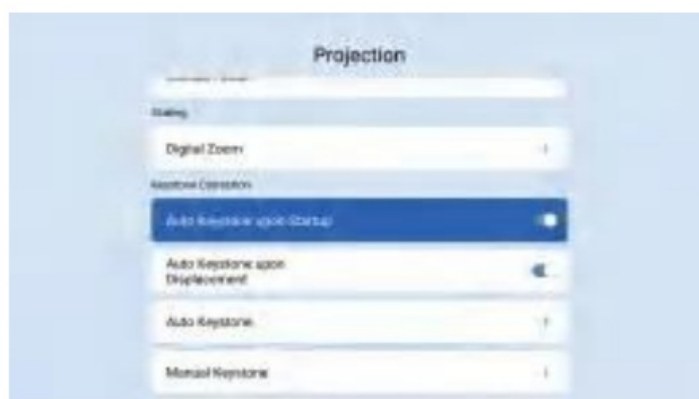 Projection
Scaling
Digital Zoom
Keystone Correction
Auto Keystone upon Startup
Auto Keystone upon
Displacement
Auto Keystone
Manual Keystone